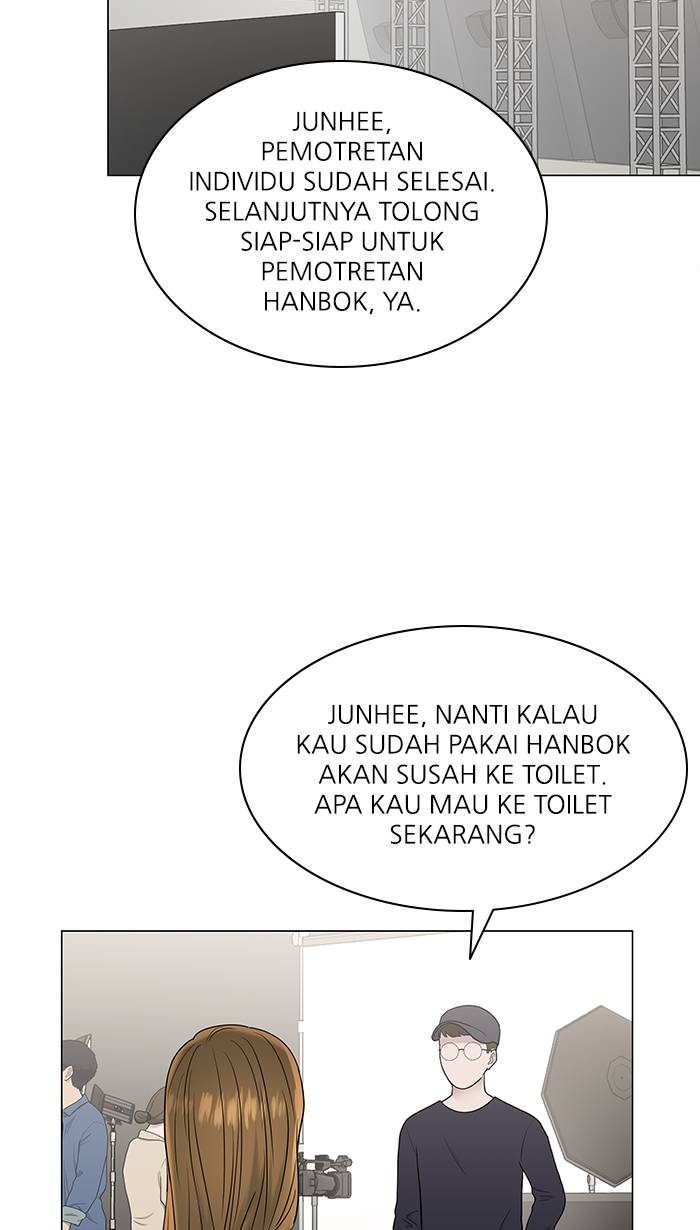 JUNHEE,
PEMOTRETAN
INDIVIDU SUDAH SELESAI.
SELANJUTNYA TOLONG
SIAP-SIAP UNTUK
PEMOTRETAN
HANBOK, YA.
JUNHEE, NANTI KALAU
KAU SUDAH PAKAI HANBOK
AKAN SUSAH KE TOILET.
APA KAU MAU KE TOILET
SEKARANG?